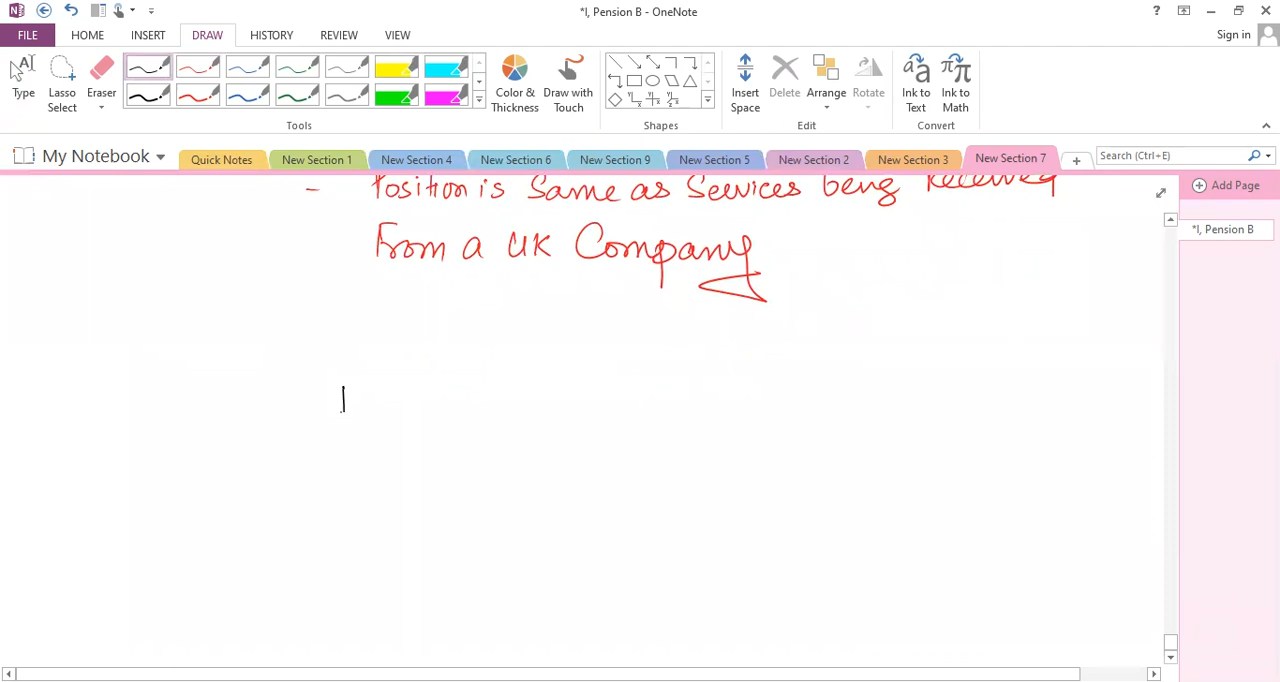 *I, Pension B - OneNote
?
FILE HOME INSERT DRAW HISTORY REVIEW VIEW Sign in
Type
Lasso Select
Eraser
Color & Thickness
Draw with Touch
Insert Space
Delete
Arrange
Rotate
Ink to Text
Ink to Math
Tools Shapes Edit Convert
My Notebook Quick Notes New Section 1 New Section 4 New Section 6 New Section 9 New Section 5 New Section 2 New Section 3 New Section 7 Search (Ctrl+E)
Add Page
*I, Pension B
- Position is Same as Services being Received
From a UK Company